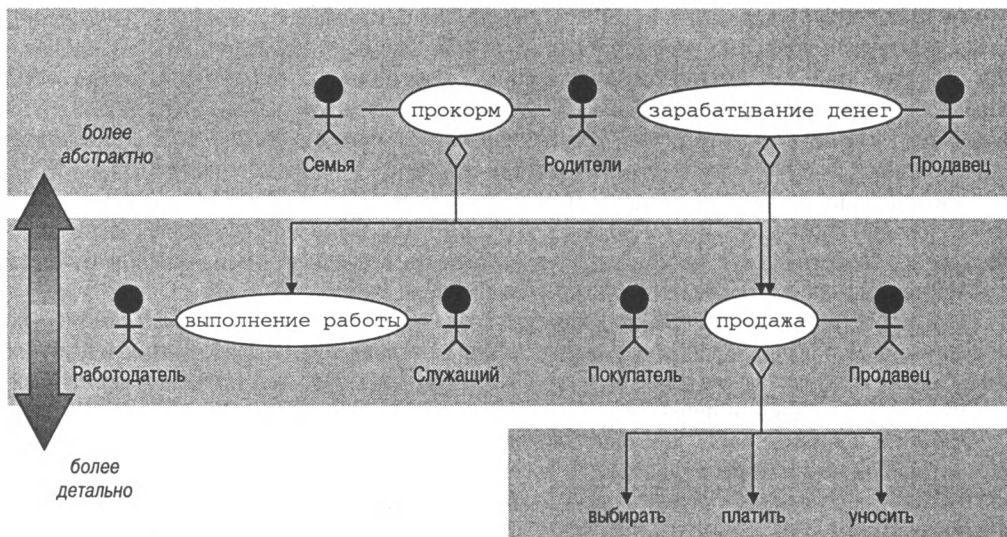 прокорм
зарабатывание денег
более
абстрактно
Семья
Родители
Продавец
выполнение работы
продажа
Работодатель
Служащий
Покупатель
Продавец
более
детально
выбирать
платить
уносить